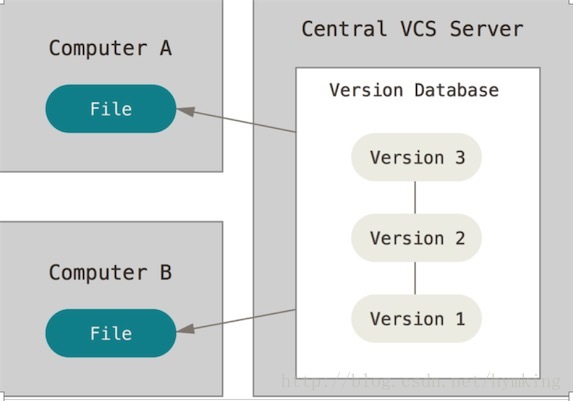 Computer A
File
Central VCS Server
Version Database
Version 3
Version 2
Version 1
Computer B
File
http://blog.csdn.net/hymking